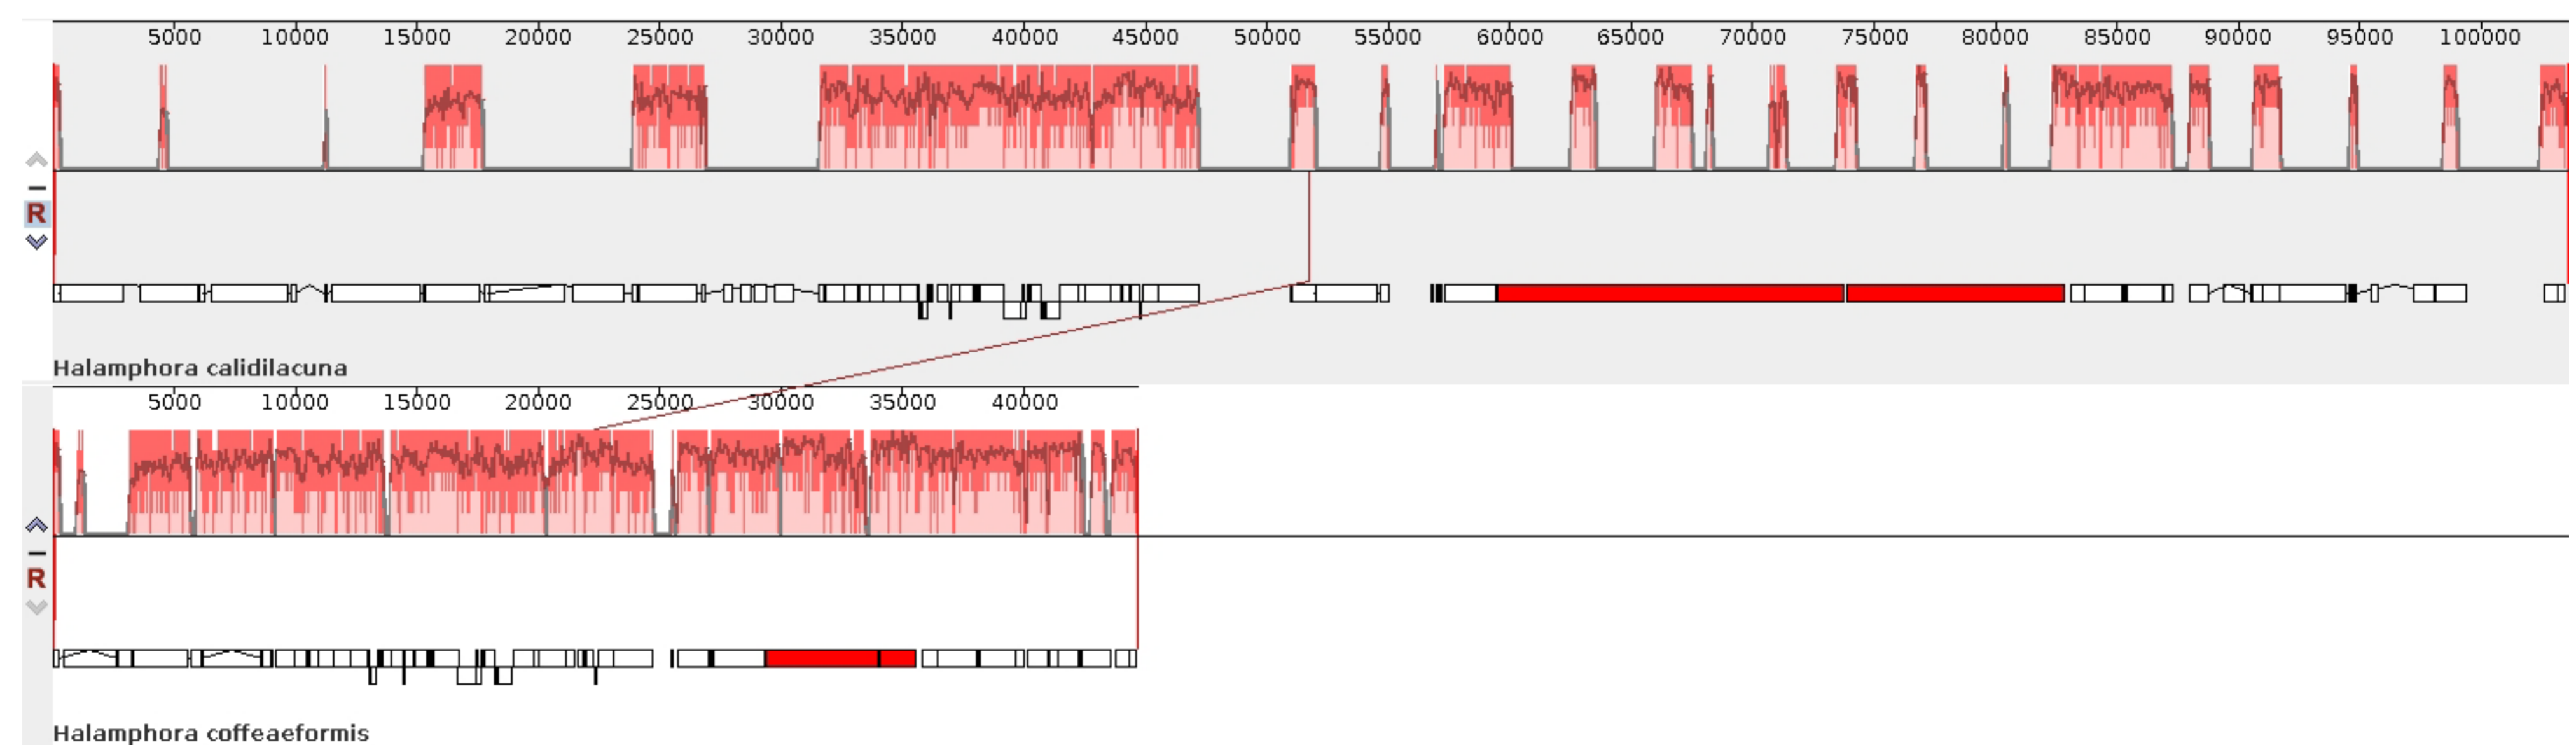 5000 10000 15000 20000 25000 30000 35000 40000 45000 50000 55000 60000 65000 70000 75000 80000 85000 90000 95000 100000
R
Halamphora calidilacuna
5000 10000 15000 20000 25000 30000 35000 40000
R
Halamphora coffeaeformis